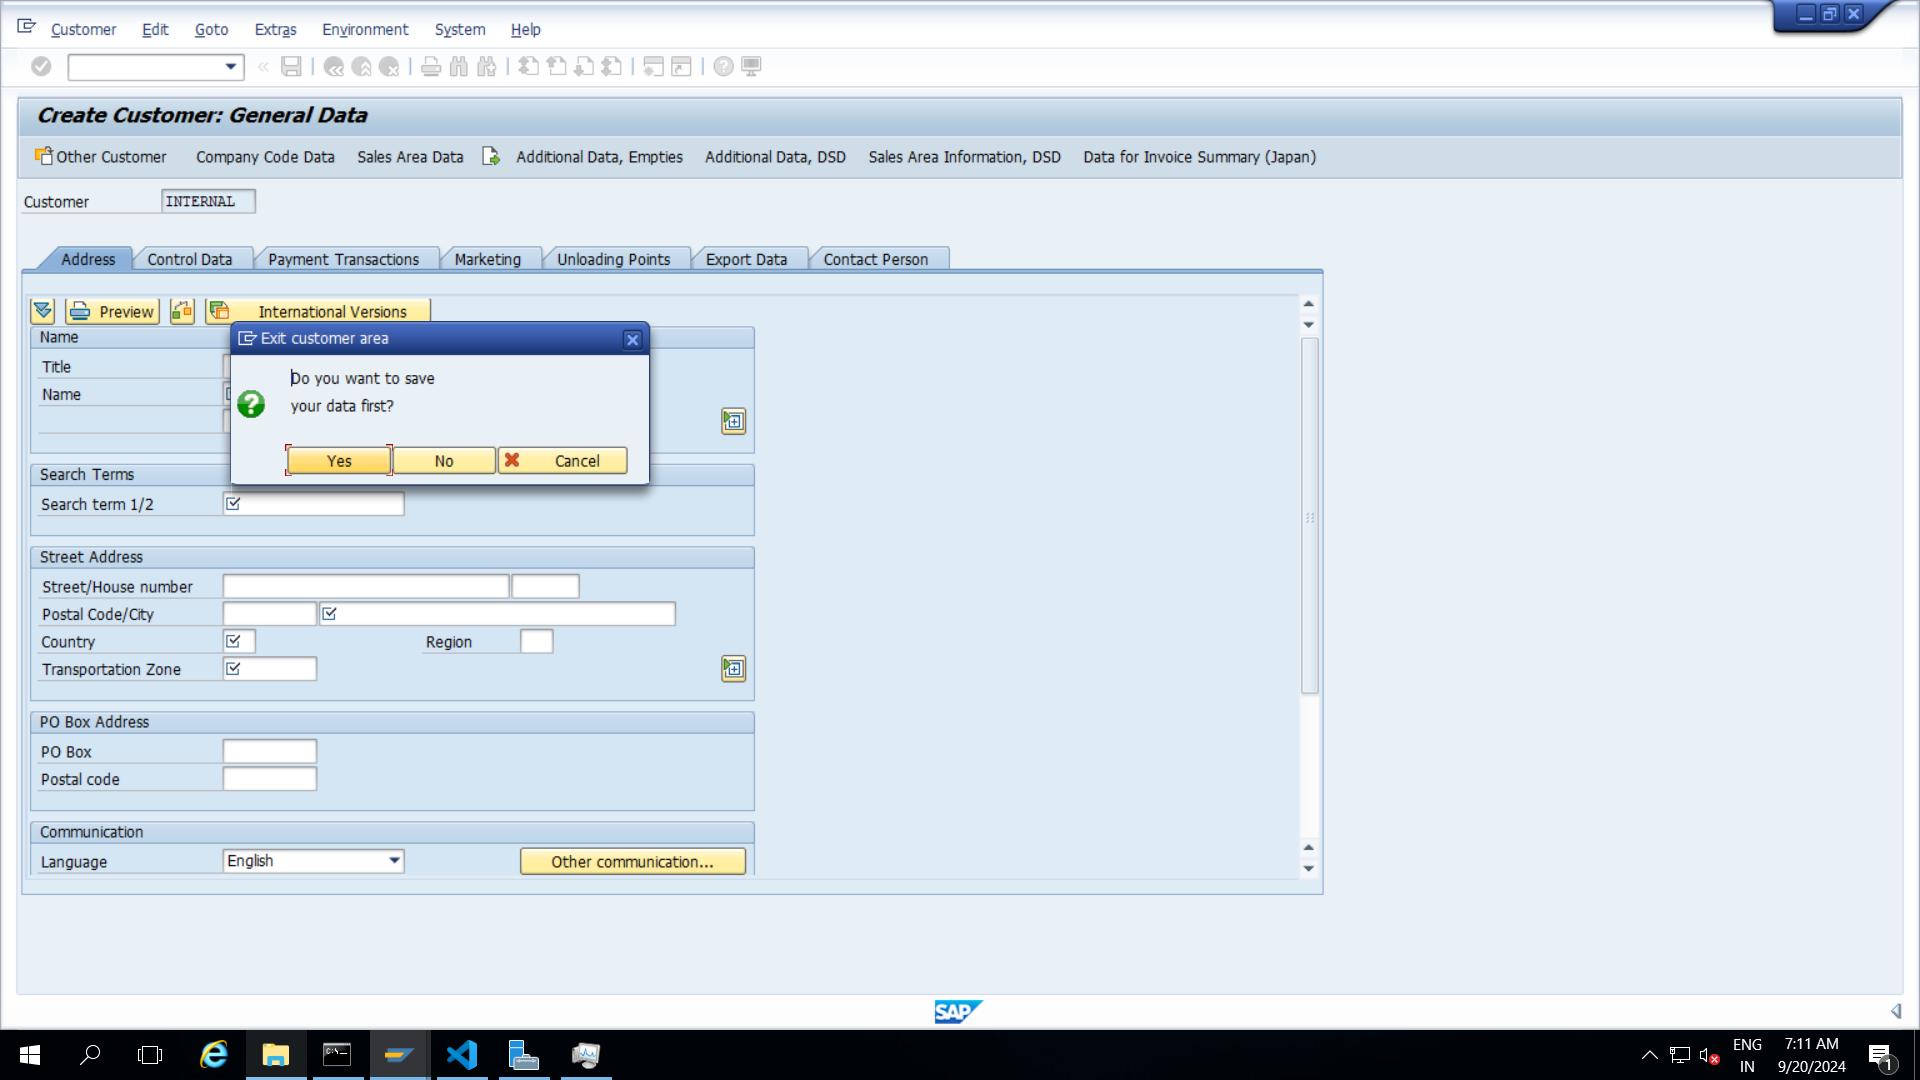 Customer Edit Goto Extras Environment System Help
Create Customer: General Data
Other Customer Company Code Data Sales Area Data Additional Data, Empties Additional Data, DSD Sales Area Information, DSD Data for Invoice Summary (Japan)
Customer INTERNAL
Address Control Data Payment Transactions Marketing Unloading Points Export Data Contact Person
Preview International Versions
Name
Title
Name
Exit customer area
Do you want to save
your data first?
Yes No Cancel
Search Terms
Search term 1/2
Street Address
Street/House number
Postal Code/City
Country Region
Transportation Zone
PO Box Address
PO Box
Postal code
Communication
Language English Other communication...
SAP
ENG
IN
7:11 AM
9/20/2024
1